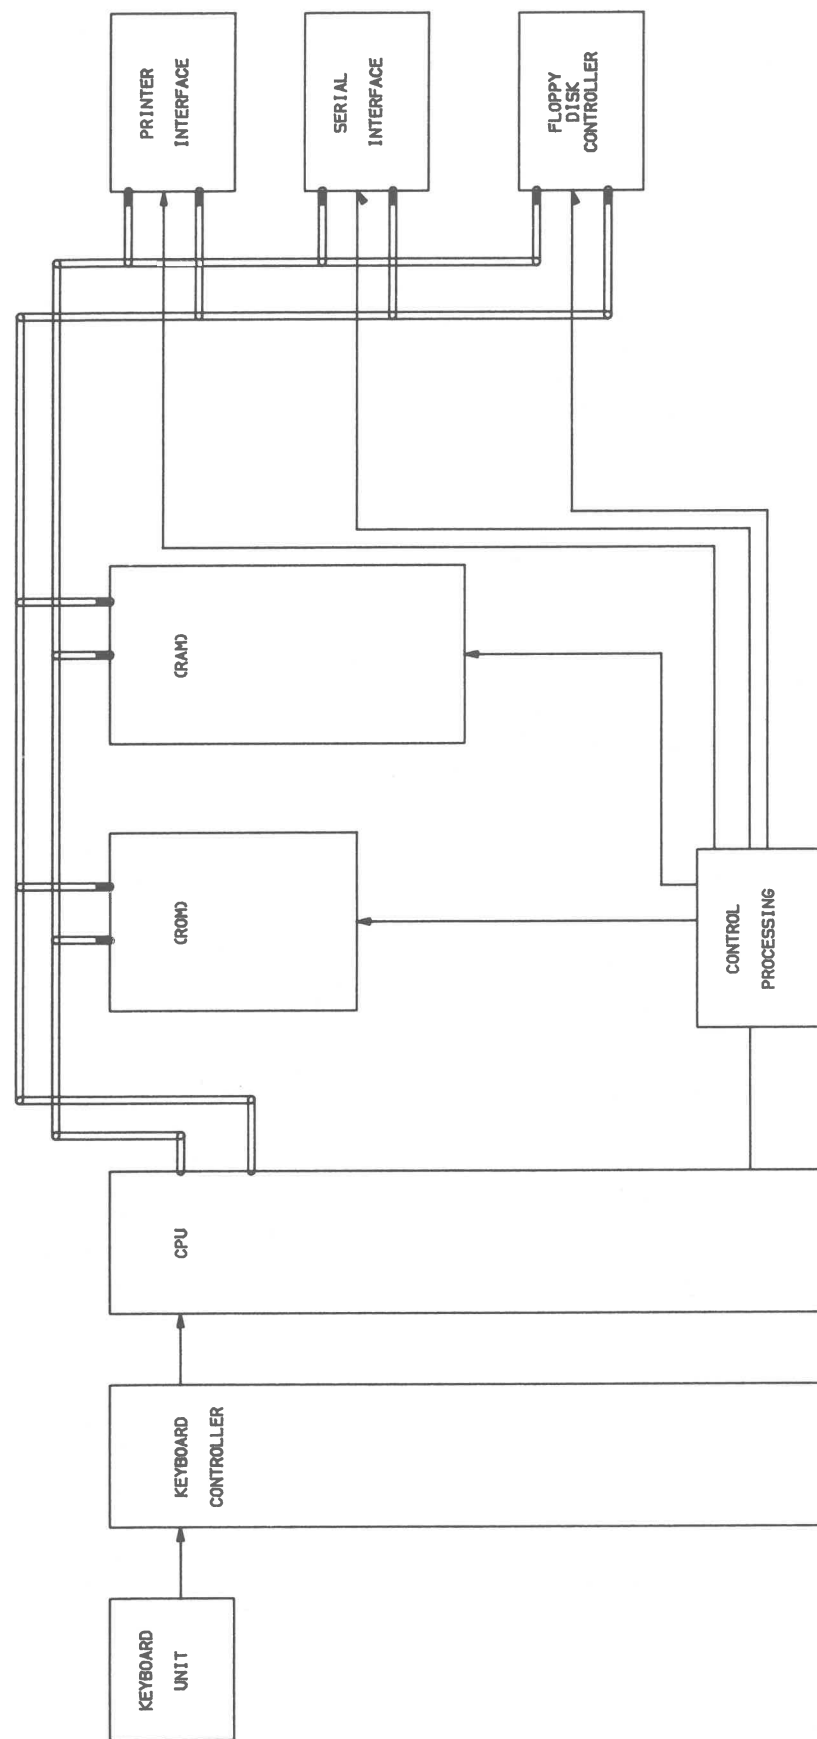 KEYBOARD
UNIT
KEYBOARD
CONTROLLER
CPU
(ROM)
(RAM)
CONTROL
PROCESSING
PRINTER
INTERFACE
SERIAL
INTERFACE
FLOPPY
DISK
CONTROLLER